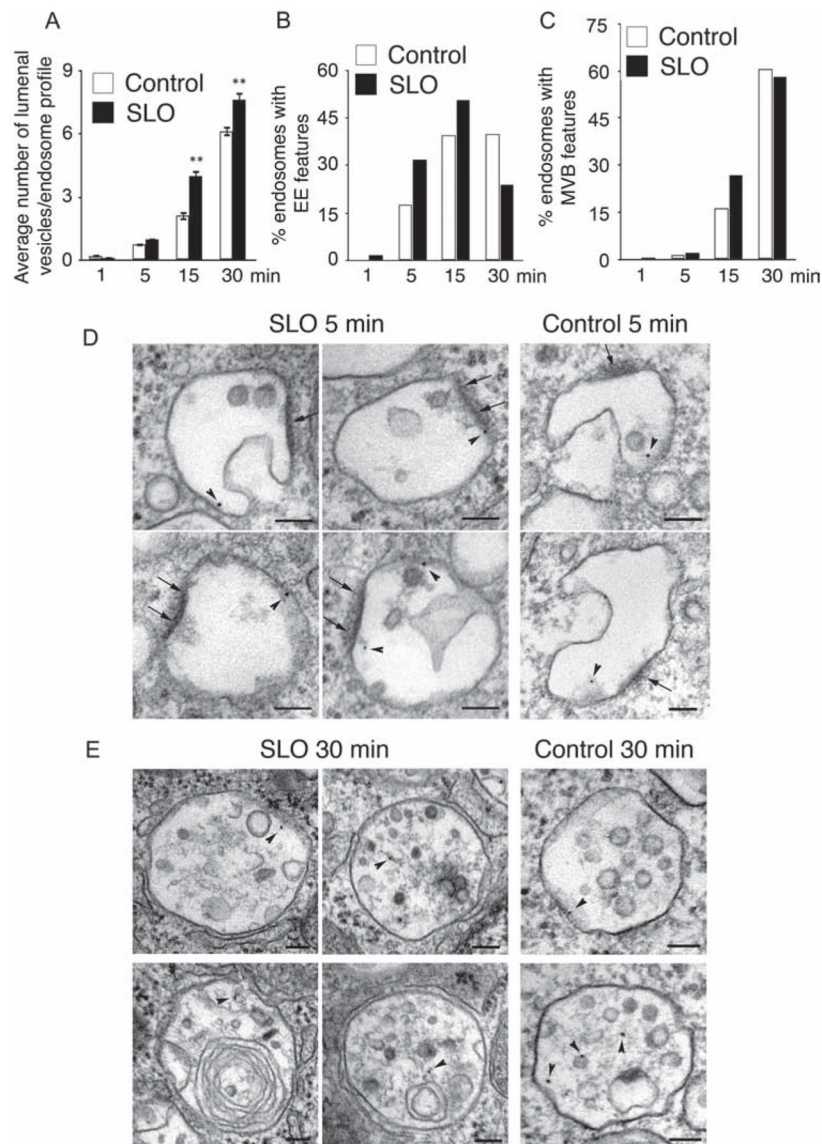 A
Average number of lumenal
vesicles/endosome profile
9
6
3
0
Control
SLO
**
**
1 5 15 30 min
B
% endosomes with
EE features
60
45
30
15
0
Control
SLO
1 5 15 30 min
C
% endosomes with
MVB features
75
60
45
30
15
0
Control
SLO
1 5 15 30 min
D
SLO 5 min Control 5 min
E
SLO 30 min Control 30 min